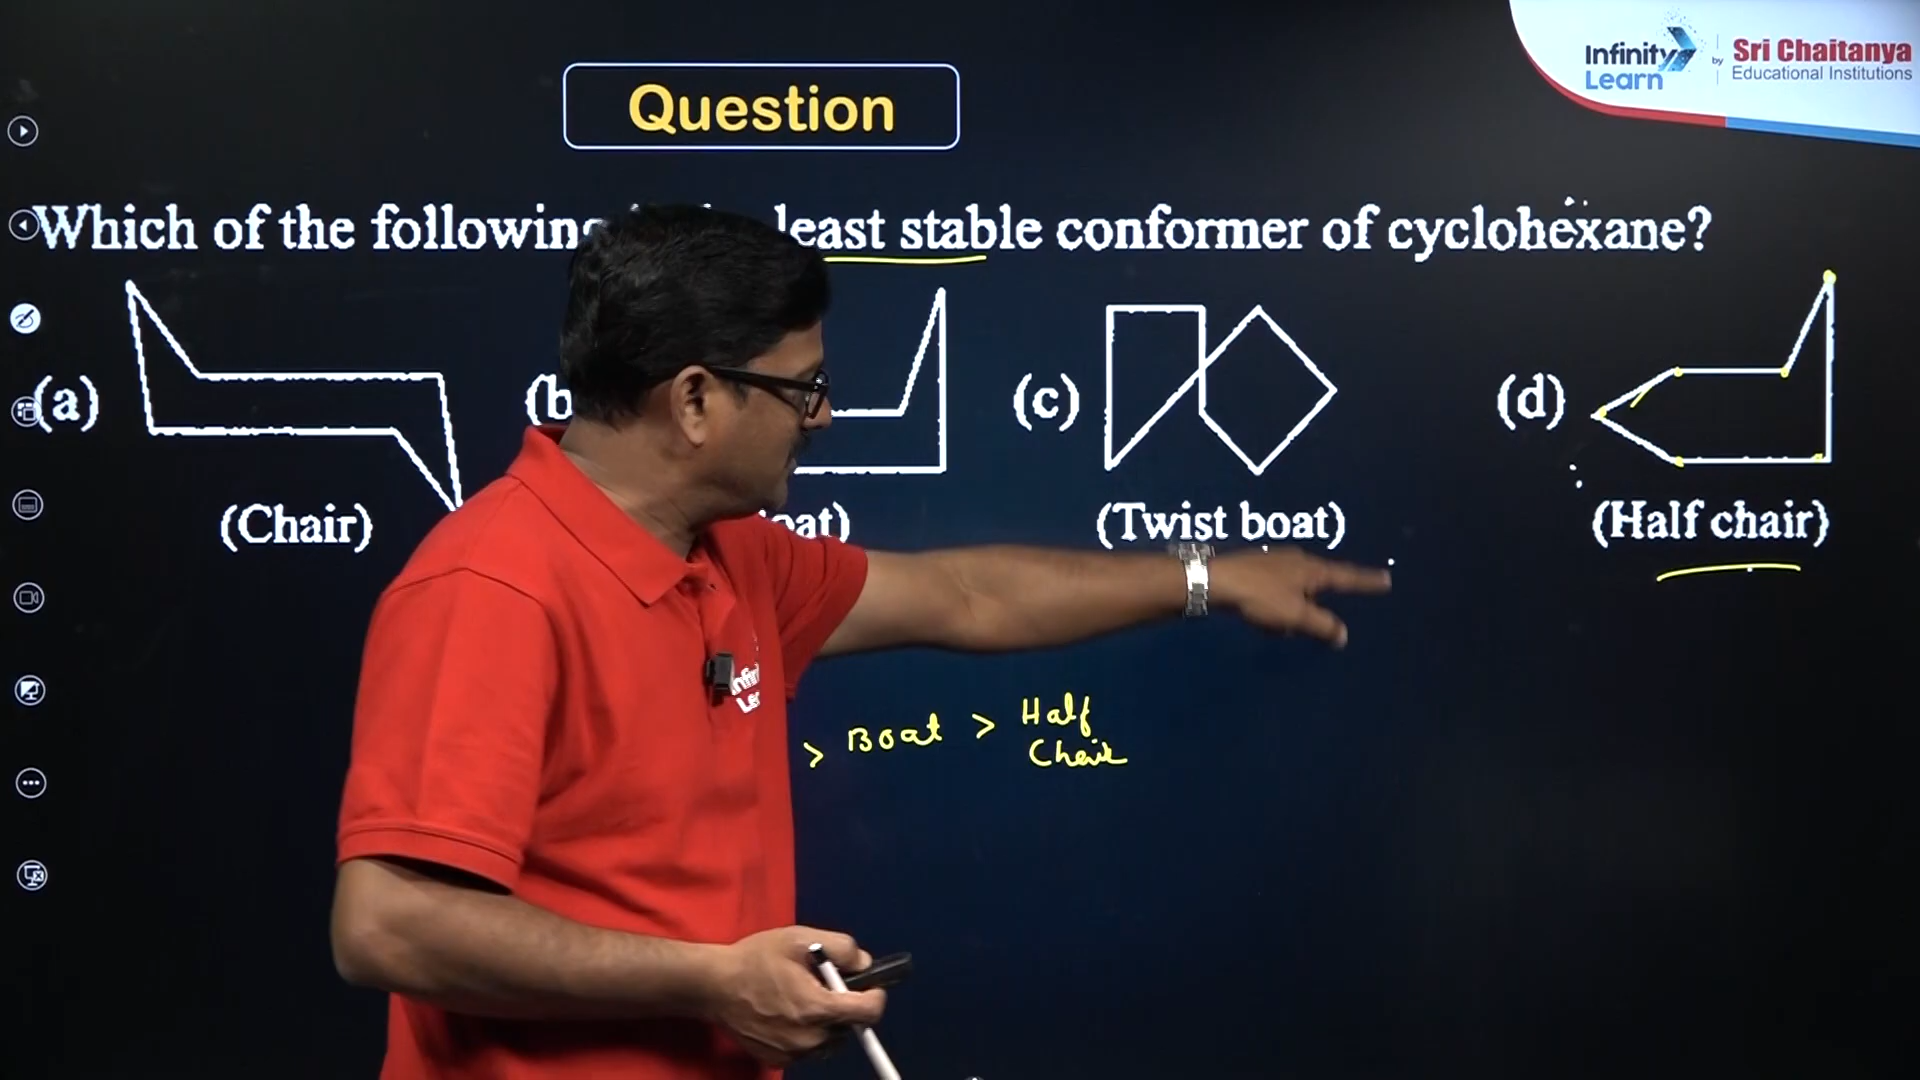 Infinity Learn by Sri Chaitanya Educational Institutions
Question
Which of the following least stable conformer of cyclohexane?
(a) (b (c) (d)
(Chair) oat) (Twist boat) (Half chair)
> Boat > Half Chair